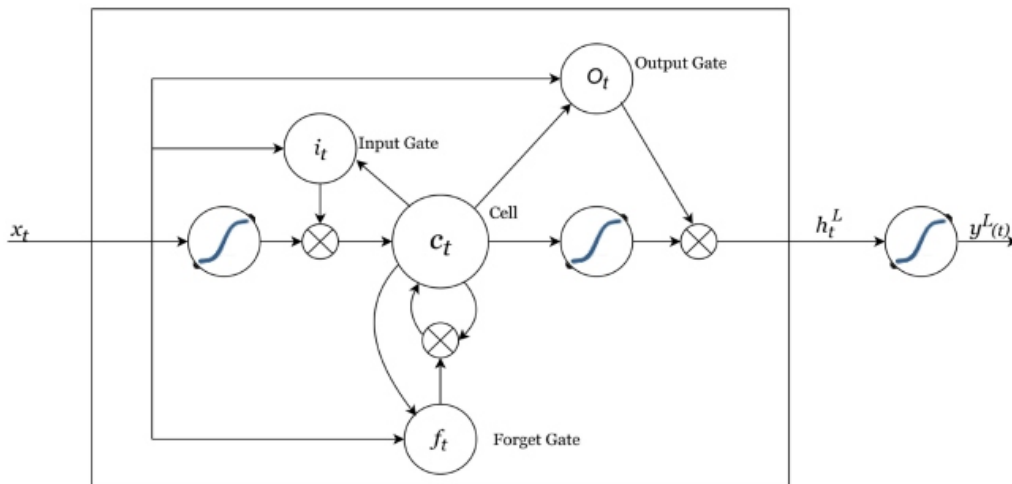 Output Gate
O_t
i_t
Input Gate
Cell
x_t
c_t
h_t^L
y^L(t)
f_t
Forget Gate